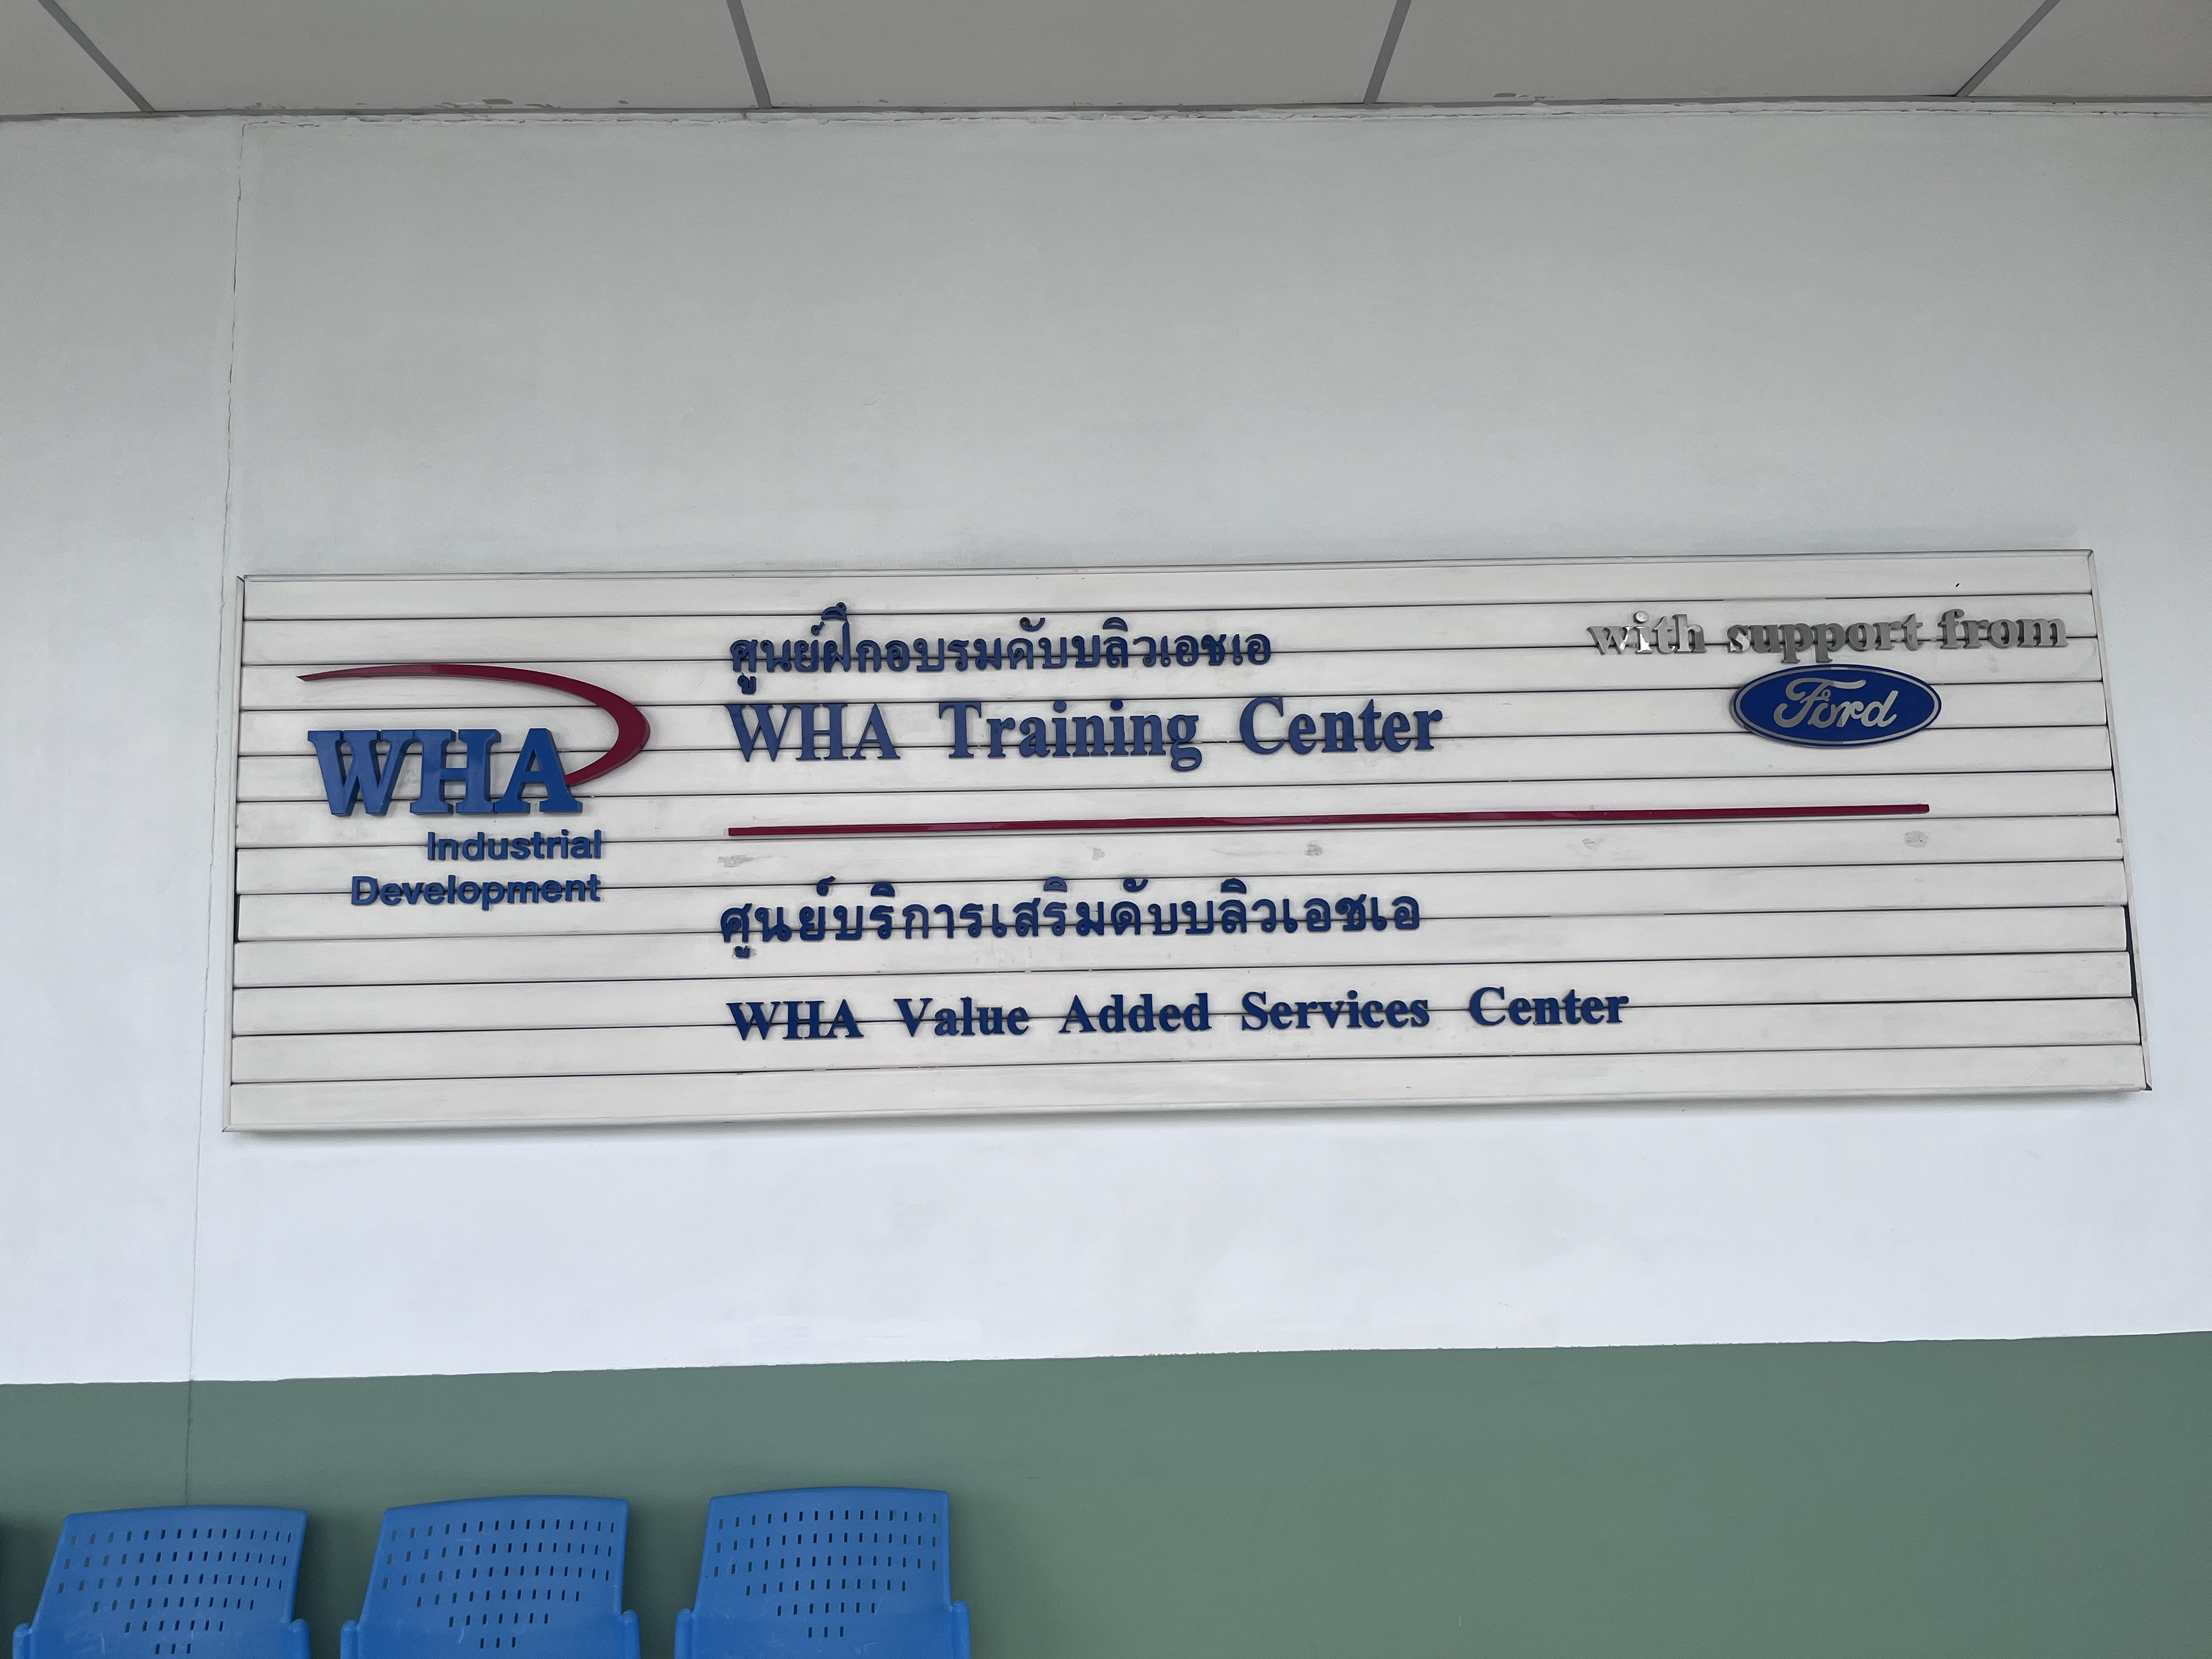 WHA
Industrial
Development
ศูนย์ฝึกอบรมดับบลิวเอชเอ
WHA Training Center
with support from
Ford
ศูนย์บริการเสริมดับบลิวเอชเอ
WHA Value Added Services Center